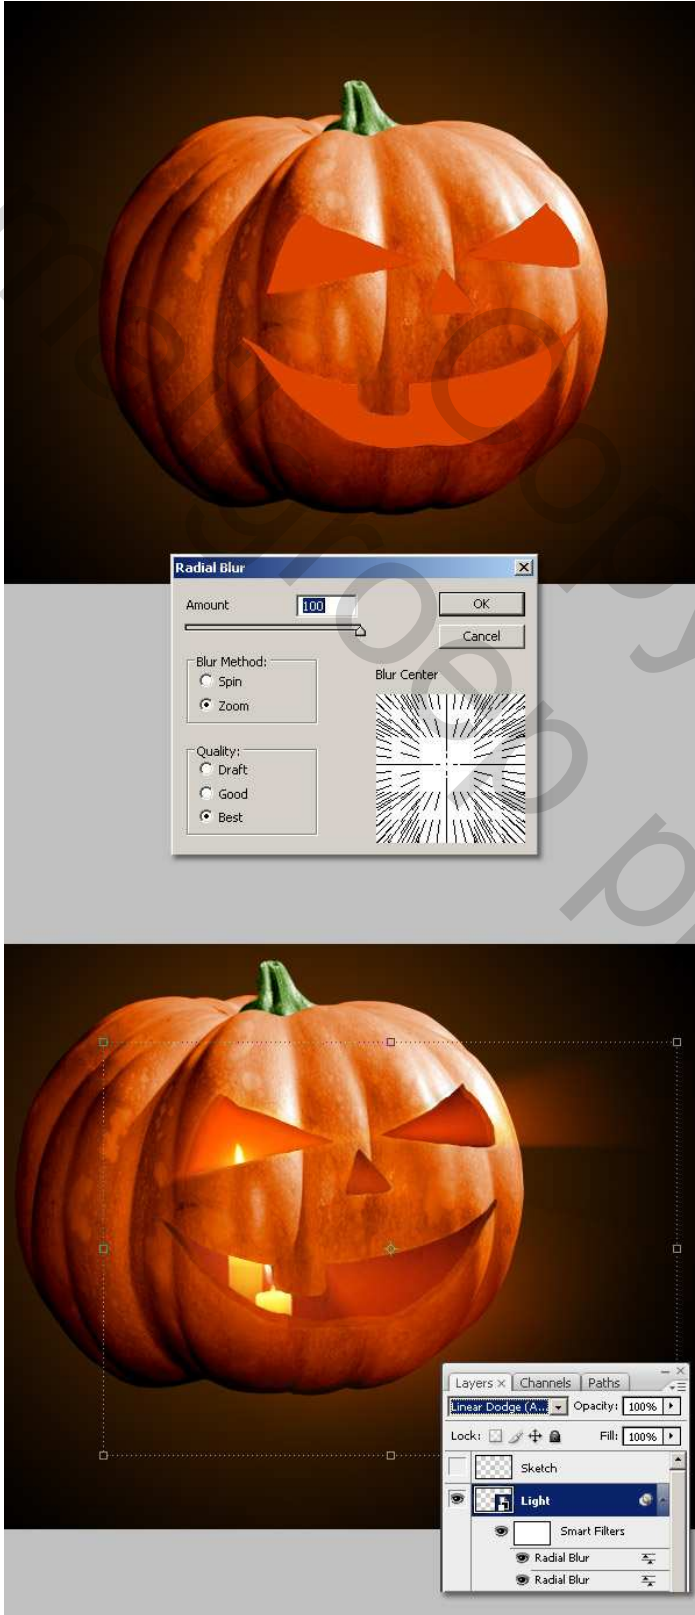 Radial Blur
Amount 100 OK
Cancel
Blur Method:
Spin
Zoom
Blur Center
Quality:
Draft
Good
Best
Layers × Channels Paths
Linear Dodge (A... Opacity: 100%
Lock: Fill: 100%
Sketch
Light
Smart Filters
Radial Blur
Radial Blur